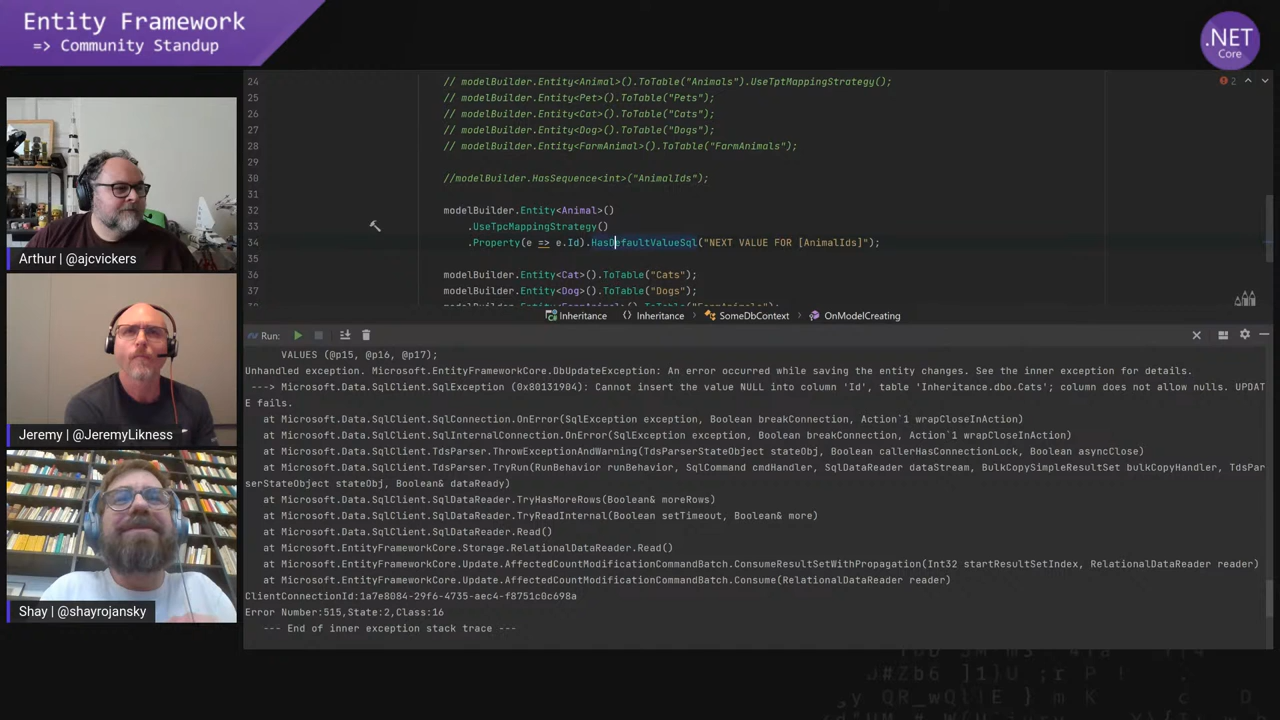 Entity Framework
=> Community Standup
.NET
Core
24 // modelBuilder.Entity<Animal>().ToTable("Animals").UseTptMappingStrategy();
25 // modelBuilder.Entity<Pet>().ToTable("Pets");
26 // modelBuilder.Entity<Cat>().ToTable("Cats");
27 // modelBuilder.Entity<Dog>().ToTable("Dogs");
28 // modelBuilder.Entity<FarmAnimal>().ToTable("FarmAnimals");
29
30 //modelBuilder.HasSequence<int>("AnimalIds");
31
32 modelBuilder.Entity<Animal>()
33 .UseTpcMappingStrategy()
34 .Property(e => e.Id).HasDefaultValueSql("NEXT VALUE FOR [AnimalIds]");
35
36 modelBuilder.Entity<Cat>().ToTable("Cats");
37 modelBuilder.Entity<Dog>().ToTable("Dogs");
38 modelBuilder.Entity<FarmAnimal>().ToTable("FarmAnimals");
2
Inheritance {} Inheritance SomeDbContext OnModelCreating
Run:
VALUES (@p15, @p16, @p17);
Unhandled exception. Microsoft.EntityFrameworkCore.DbUpdateException: An error occurred while saving the entity changes. See the inner exception for details.
---> Microsoft.Data.SqlClient.SqlException (0x80131904): Cannot insert the value NULL into column 'Id', table 'Inheritance.dbo.Cats'; column does not allow nulls. UPDAT
E fails.
at Microsoft.Data.SqlClient.SqlConnection.OnError(SqlException exception, Boolean breakConnection, Action`1 wrapCloseInAction)
at Microsoft.Data.SqlClient.SqlInternalConnection.OnError(SqlException exception, Boolean breakConnection, Action`1 wrapCloseInAction)
at Microsoft.Data.SqlClient.TdsParser.ThrowExceptionAndWarning(TdsParserStateObject stateObj, Boolean callerHasConnectionLock, Boolean asyncClose)
at Microsoft.Data.SqlClient.TdsParser.TryRun(RunBehavior runBehavior, SqlCommand cmdHandler, SqlDataReader dataStream, BulkCopySimpleResultSet bulkCopyHandler, TdsPar
serStateObject stateObj, Boolean& dataReady)
at Microsoft.Data.SqlClient.SqlDataReader.TryHasMoreRows(Boolean& moreRows)
at Microsoft.Data.SqlClient.SqlDataReader.TryReadInternal(Boolean setTimeout, Boolean& more)
at Microsoft.Data.SqlClient.SqlDataReader.Read()
at Microsoft.EntityFrameworkCore.Storage.RelationalDataReader.Read()
at Microsoft.EntityFrameworkCore.Update.AffectedCountModificationCommandBatch.ConsumeResultSetWithPropagation(Int32 startResultSetIndex, RelationalDataReader reader)
at Microsoft.EntityFrameworkCore.Update.AffectedCountModificationCommandBatch.Consume(RelationalDataReader reader)
ClientConnectionId:1a7e8084-29f6-4735-aec4-f8751c0c698a
Error Number:515,State:2,Class:16
--- End of inner exception stack trace ---
Arthur | @ajcvickers
Jeremy | @JeremyLikness
Shay | @shayrojansky